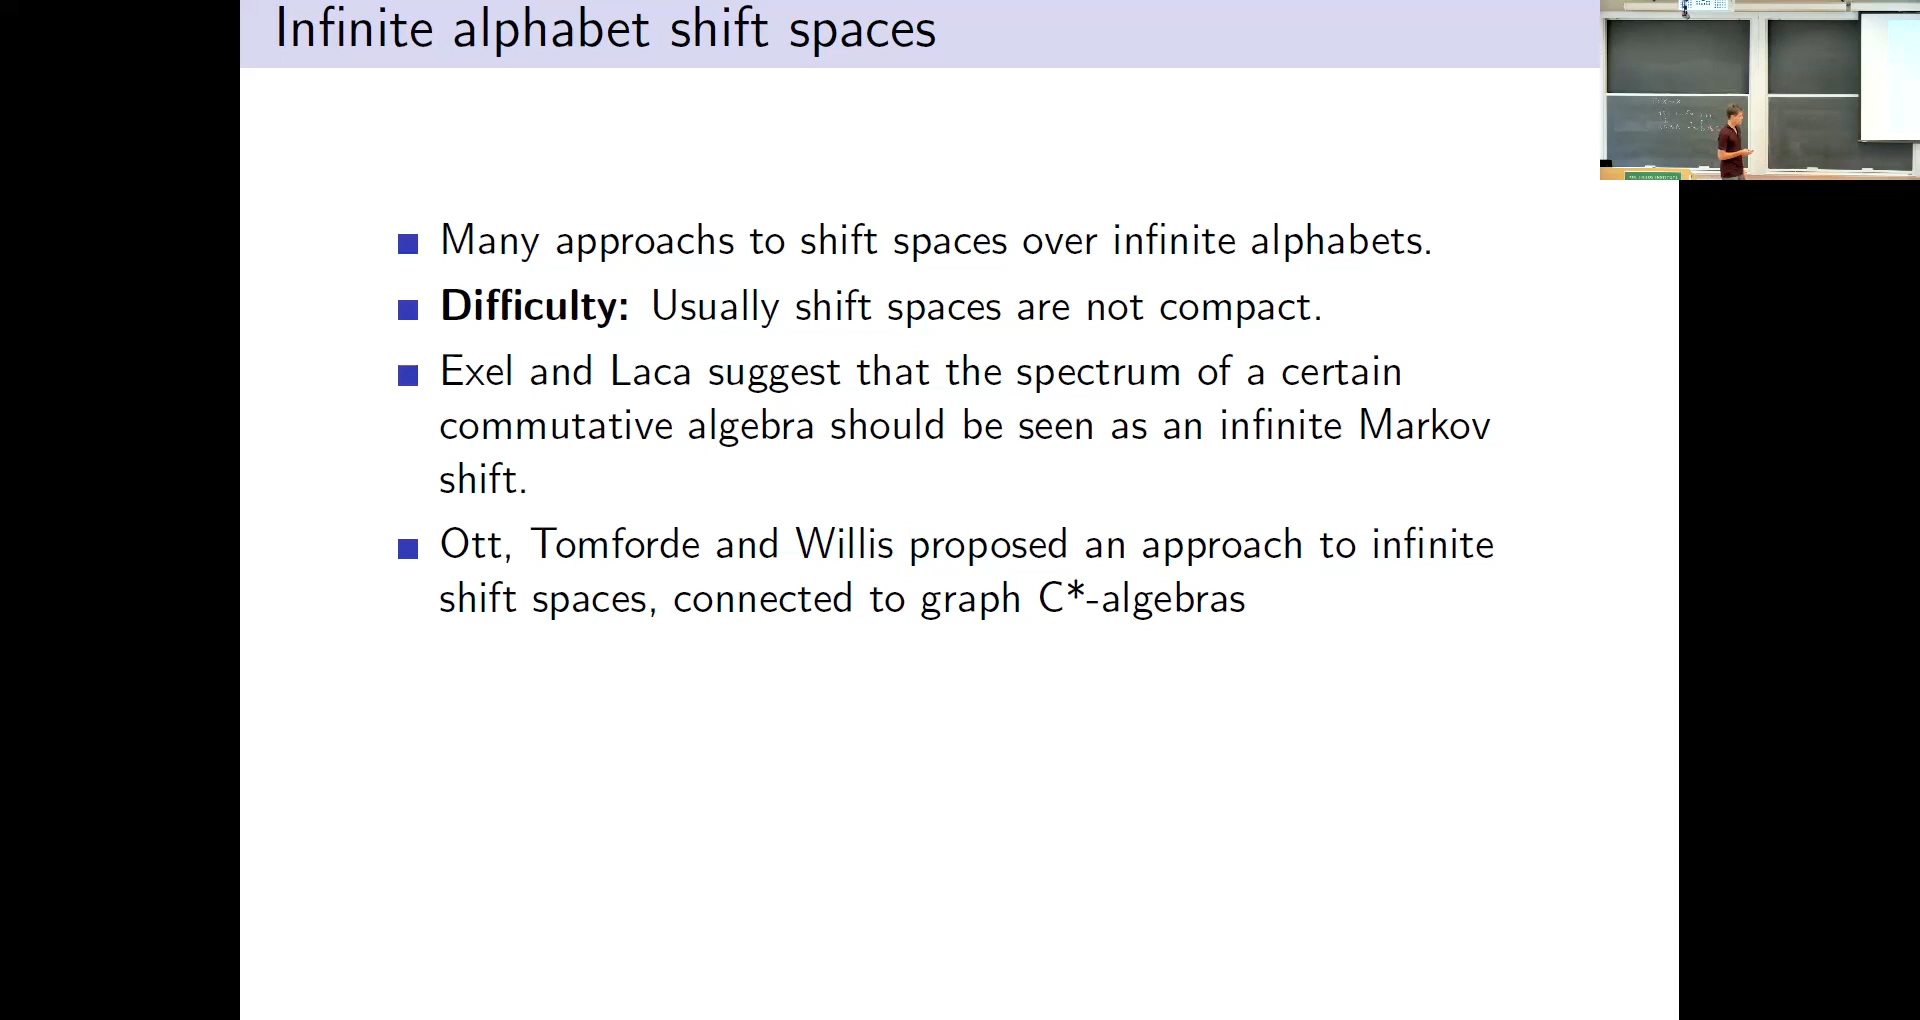 Infinite alphabet shift spaces
Many approachs to shift spaces over infinite alphabets.
Difficulty: Usually shift spaces are not compact.
Exel and Laca suggest that the spectrum of a certain
commutative algebra should be seen as an infinite Markov
shift.
Ott, Tomforde and Willis proposed an approach to infinite
shift spaces, connected to graph C*-algebras